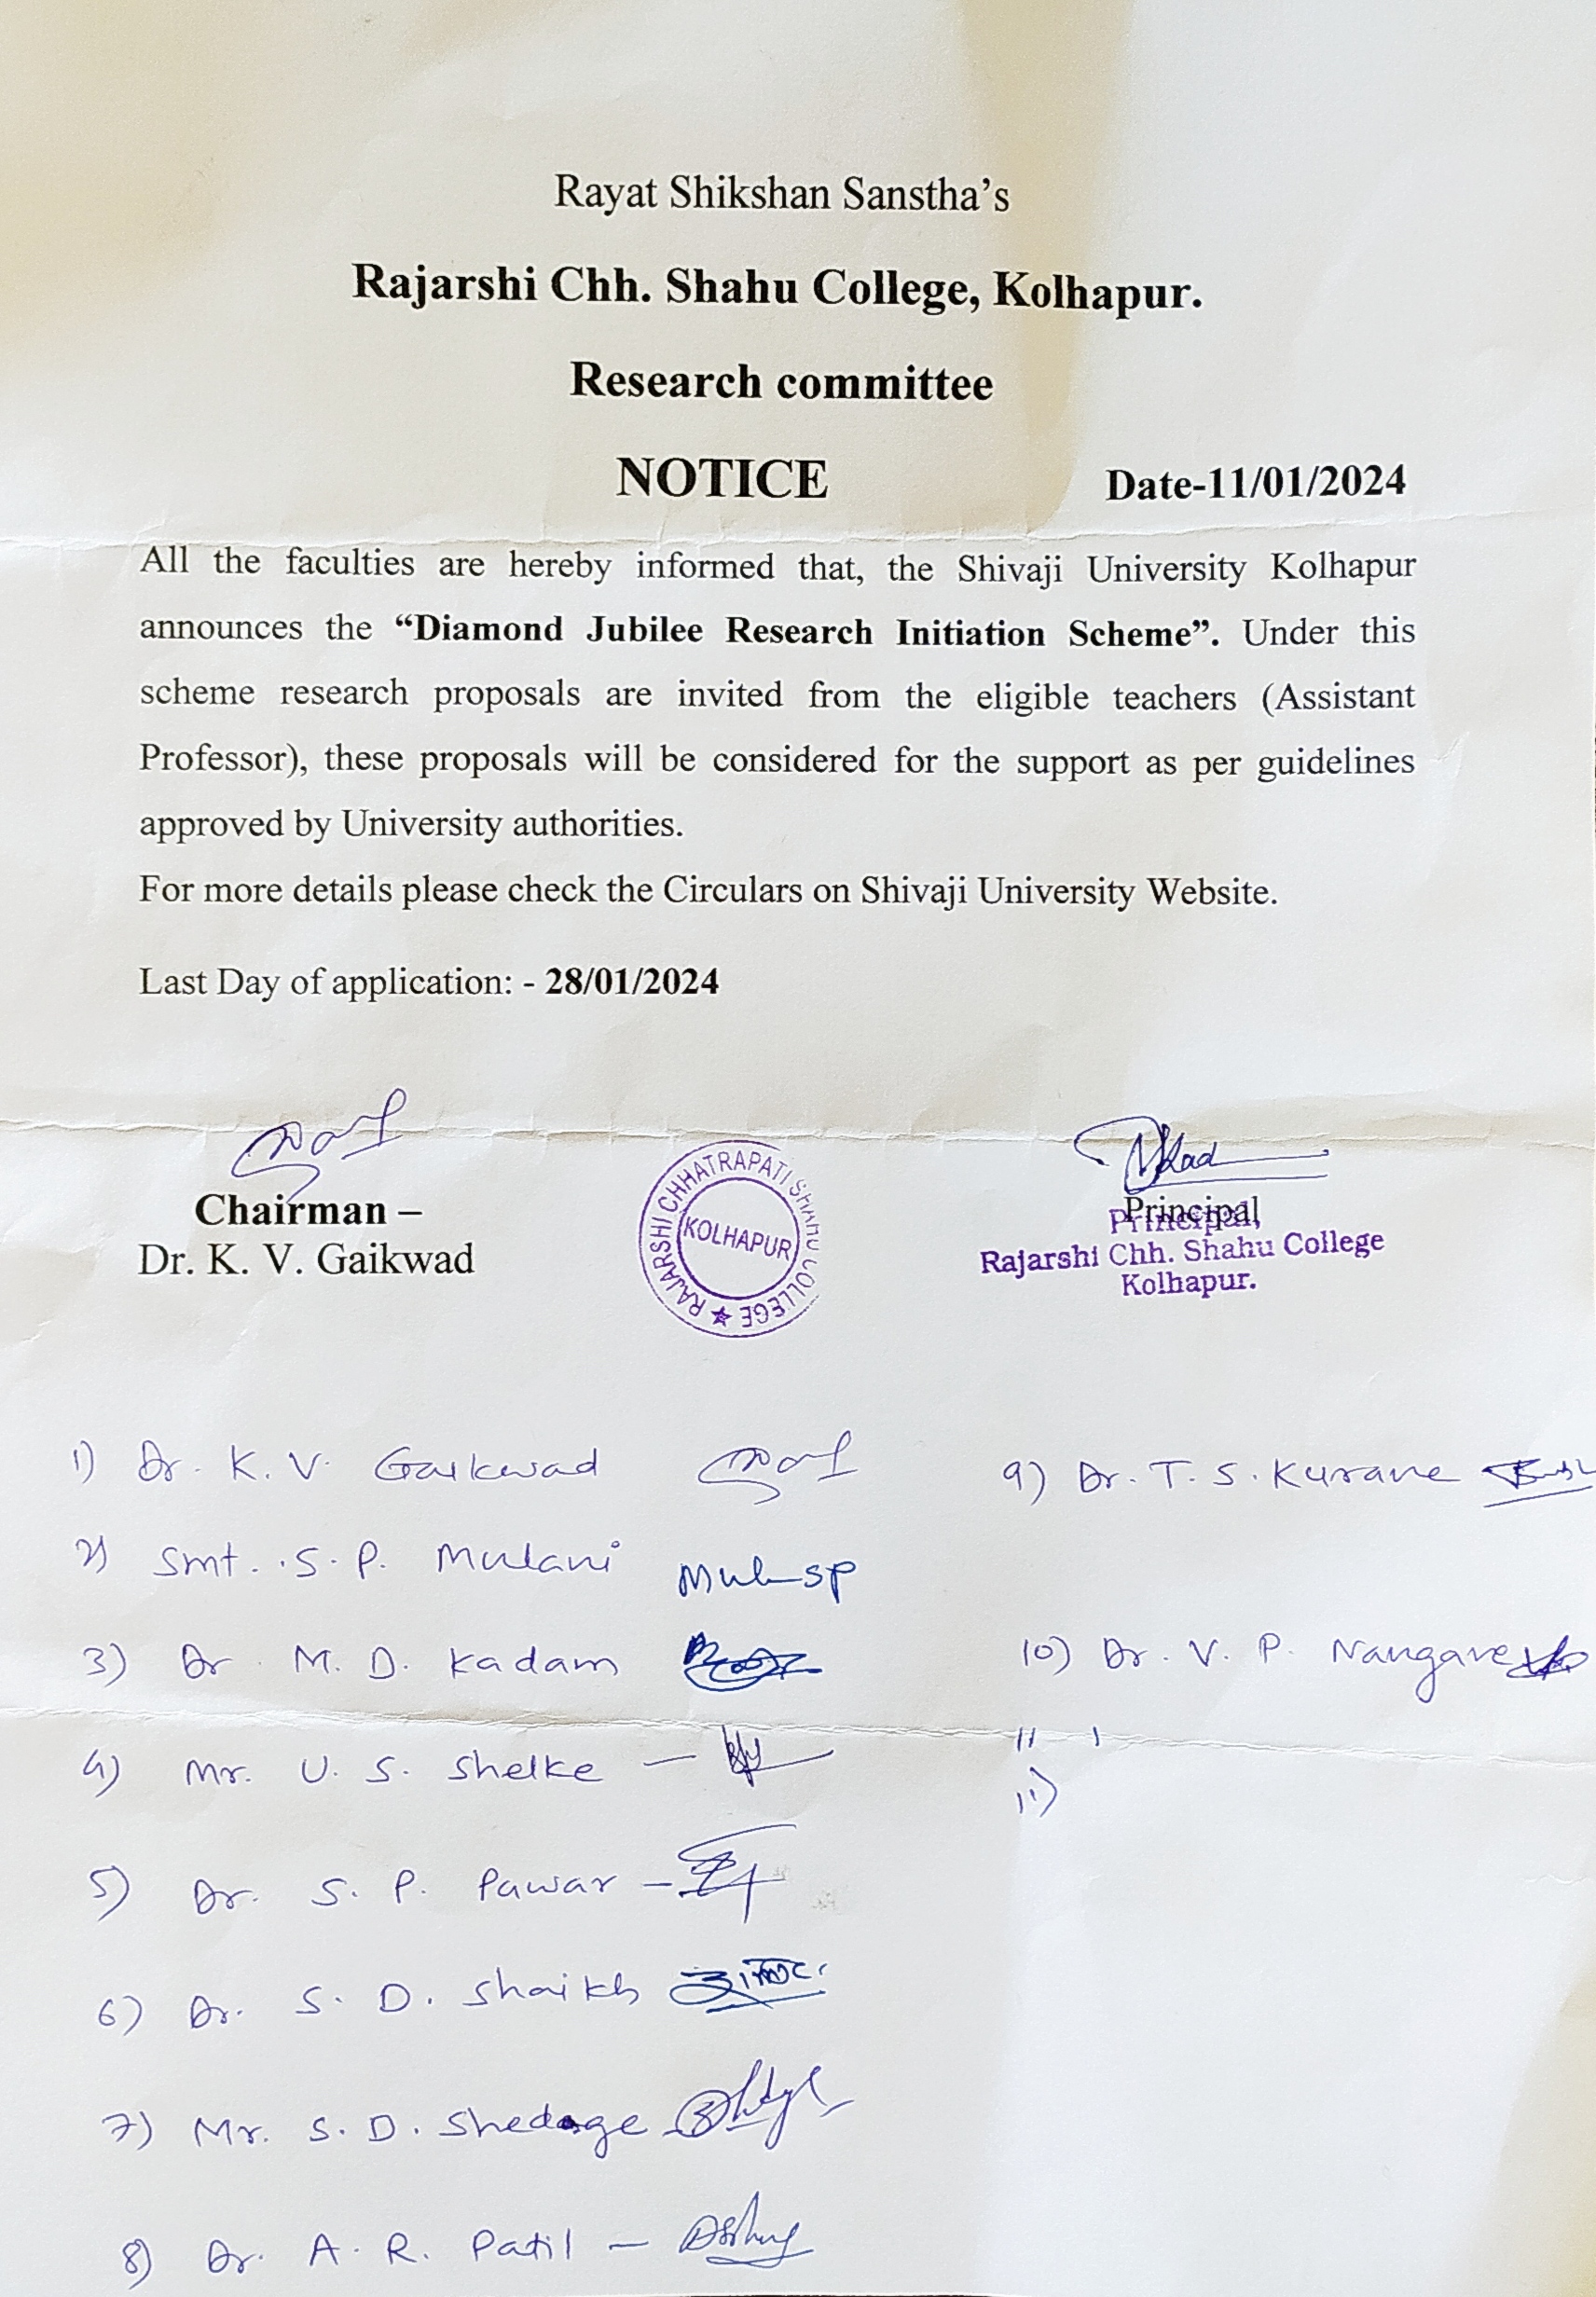 Rayat Shikshan Sanstha’s
Rajarshi Chh. Shahu College, Kolhapur.
Research committee
NOTICE Date-11/01/2024
All the faculties are hereby informed that, the Shivaji University Kolhapur
announces the “Diamond Jubilee Research Initiation Scheme”. Under this
scheme research proposals are invited from the eligible teachers (Assistant
Professor), these proposals will be considered for the support as per guidelines
approved by University authorities.
For more details please check the Circulars on Shivaji University Website.
Last Day of application: - 28/01/2024
Chairman –
Dr. K. V. Gaikwad
RAJARSHI CHHATRAPATI SHAHU COLLEGE
KOLHAPUR
Principal
Principal,
Rajarshi Chh. Shahu College
Kolhapur.
1) Dr. K. V. Gaikwad
2) Smt. S. P. Mulani
3) Dr. M. D. Kadam
4) Mr. U. S. Shelke
5) Dr. S. P. Pawar
6) Dr. S. D. Shaikh
7) Mr. S. D. Shedage
8) Dr. A. R. Patil
9) Dr. T. S. Kurane
10) Dr. V. P. Nangare
11)